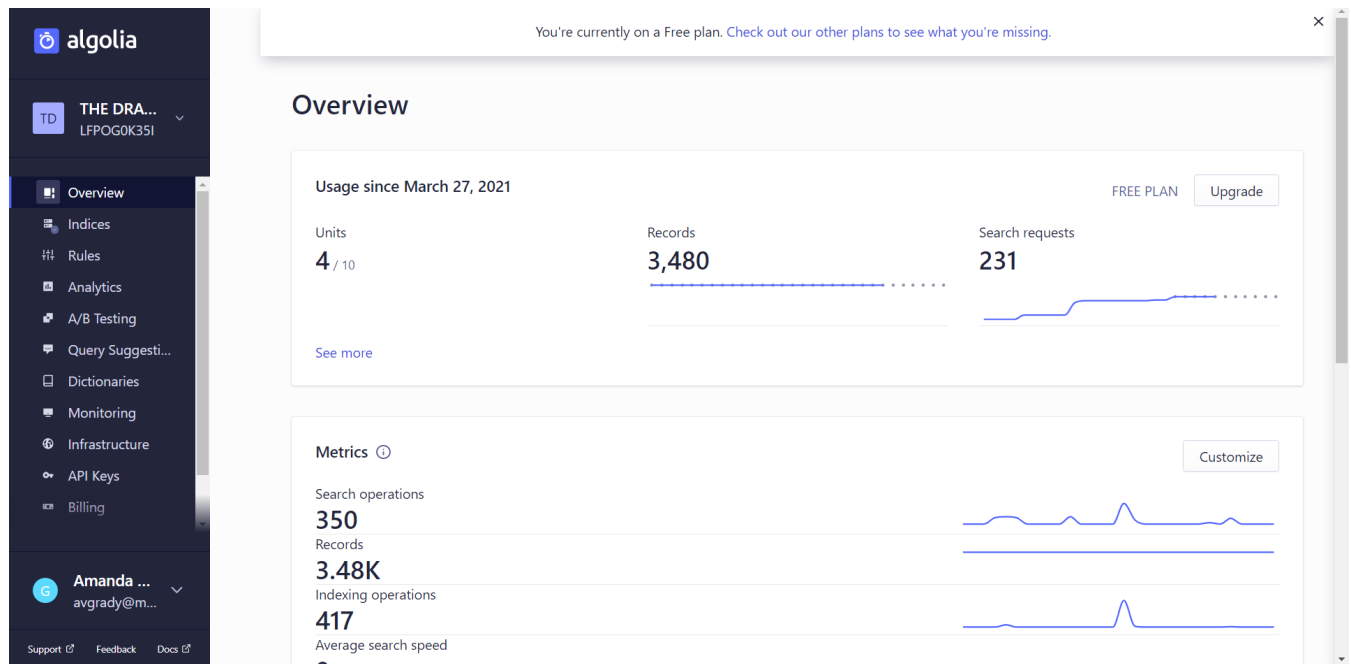 algolia
You're currently on a Free plan. Check out our other plans to see what you're missing.
TD
THE DRA...
LFPOG0K35I
Overview
Indices
Rules
Analytics
A/B Testing
Query Suggesti...
Dictionaries
Monitoring
Infrastructure
API Keys
Billing
G
Amanda ...
avgrady@m...
Support
Feedback
Docs
Overview
Usage since March 27, 2021
FREE PLAN
Upgrade
Units
4 / 10
Records
3,480
Search requests
231
See more
Metrics
Customize
Search operations
350
Records
3.48K
Indexing operations
417
Average search speed